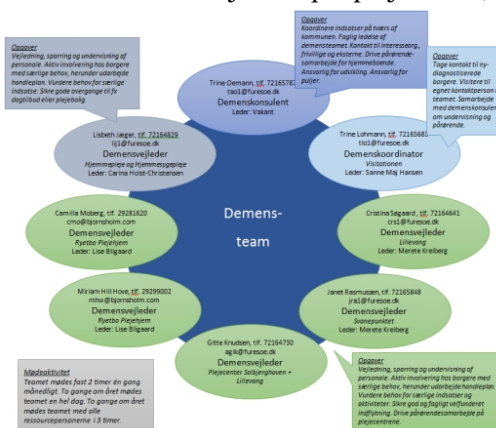 Opgaver
Vejledning, sparring og undervisning af
personale. Aktiv involvering hos borgere
med særlige behov, herunder udarbejde
handleplan. Vurdere behov for særlige
indsatse. Sikre gode overgange til fx
dagtilbud eller plejebolig.
Opgaver
Koordinere indsatser på tværs af
kommunen. Faglig ledelse af
demensteamet. Kontakt til interesseorg.,
frivillige og eksterne. Drive pårørende-
samarbejde for hjemmeboende.
Ansvarlig for udvikling. Ansvarlig for
puljer.
Opgaver
Tage kontakt til ny-
diagnostiserede
borgere. Visitere til
egnet kontaktperson i
teamet. Samarbejde
med demenskonsulent
om undervisning og
pårørende.
Trine Oemann, tlf. 7216578
tao1@furesoe.dk
Demenskonsulent
Leder: Vakant
Lisbeth Jæger, tlf. 72164829
lij1@furesoe.dk
Demensvejleder
Hjemmepleje og Hjemmesygepleje
Leder: Carina Holst-Christensen
Trine Lohmann, tlf. 7216568
tlo1@furesoe.dk
Demenskoordinator
Visitationen
Leder: Sanne Maj Hansen
Camilla Moberg, tlf. 29281620
cmo@bjornsholm.com
Demensvejleder
Ryetbo Plejehjem
Leder: Lise Bligaard
Demens-
team
Cristina Søgaard, tlf. 72164641
crs1@furesoe.dk
Demensvejleder
Lillevang
Leder: Merete Kreiberg
Miriam Hill Hove, tlf. 29299002
mhw@bjornsholm.com
Demensvejleder
Ryetbo Plejehjem
Leder: Lise Bligaard
Janet Rasmussen, tlf. 72165848
jra1@furesoe.dk
Demensvejleder
Svanepunktet
Leder: Merete Kreiberg
Gitte Knudsen, tlf. 72164730
agik@furesoe.dk
Demensvejleder
Plejecenter Solbjerghaven +
Lillevang
Mødeaktivitet
Teamet mødes fast 2 timer én gang
månedligt. To gange om året mødes
teamet en hel dag. To gange om året
mødes teamet med alle
ressourcepersonerne i 3 timer.
Opgaver
Vejledning, sparring og undervisning af
personale. Aktiv involvering hos borgere med
særlige behov, herunder udarbejde handleplan.
Vurdere behov for særlige indsatser og
aktiviteter. Sikre god og fagligt velfunderet
indflytning. Drive pårørendesamarbejde på
plejecentrene.